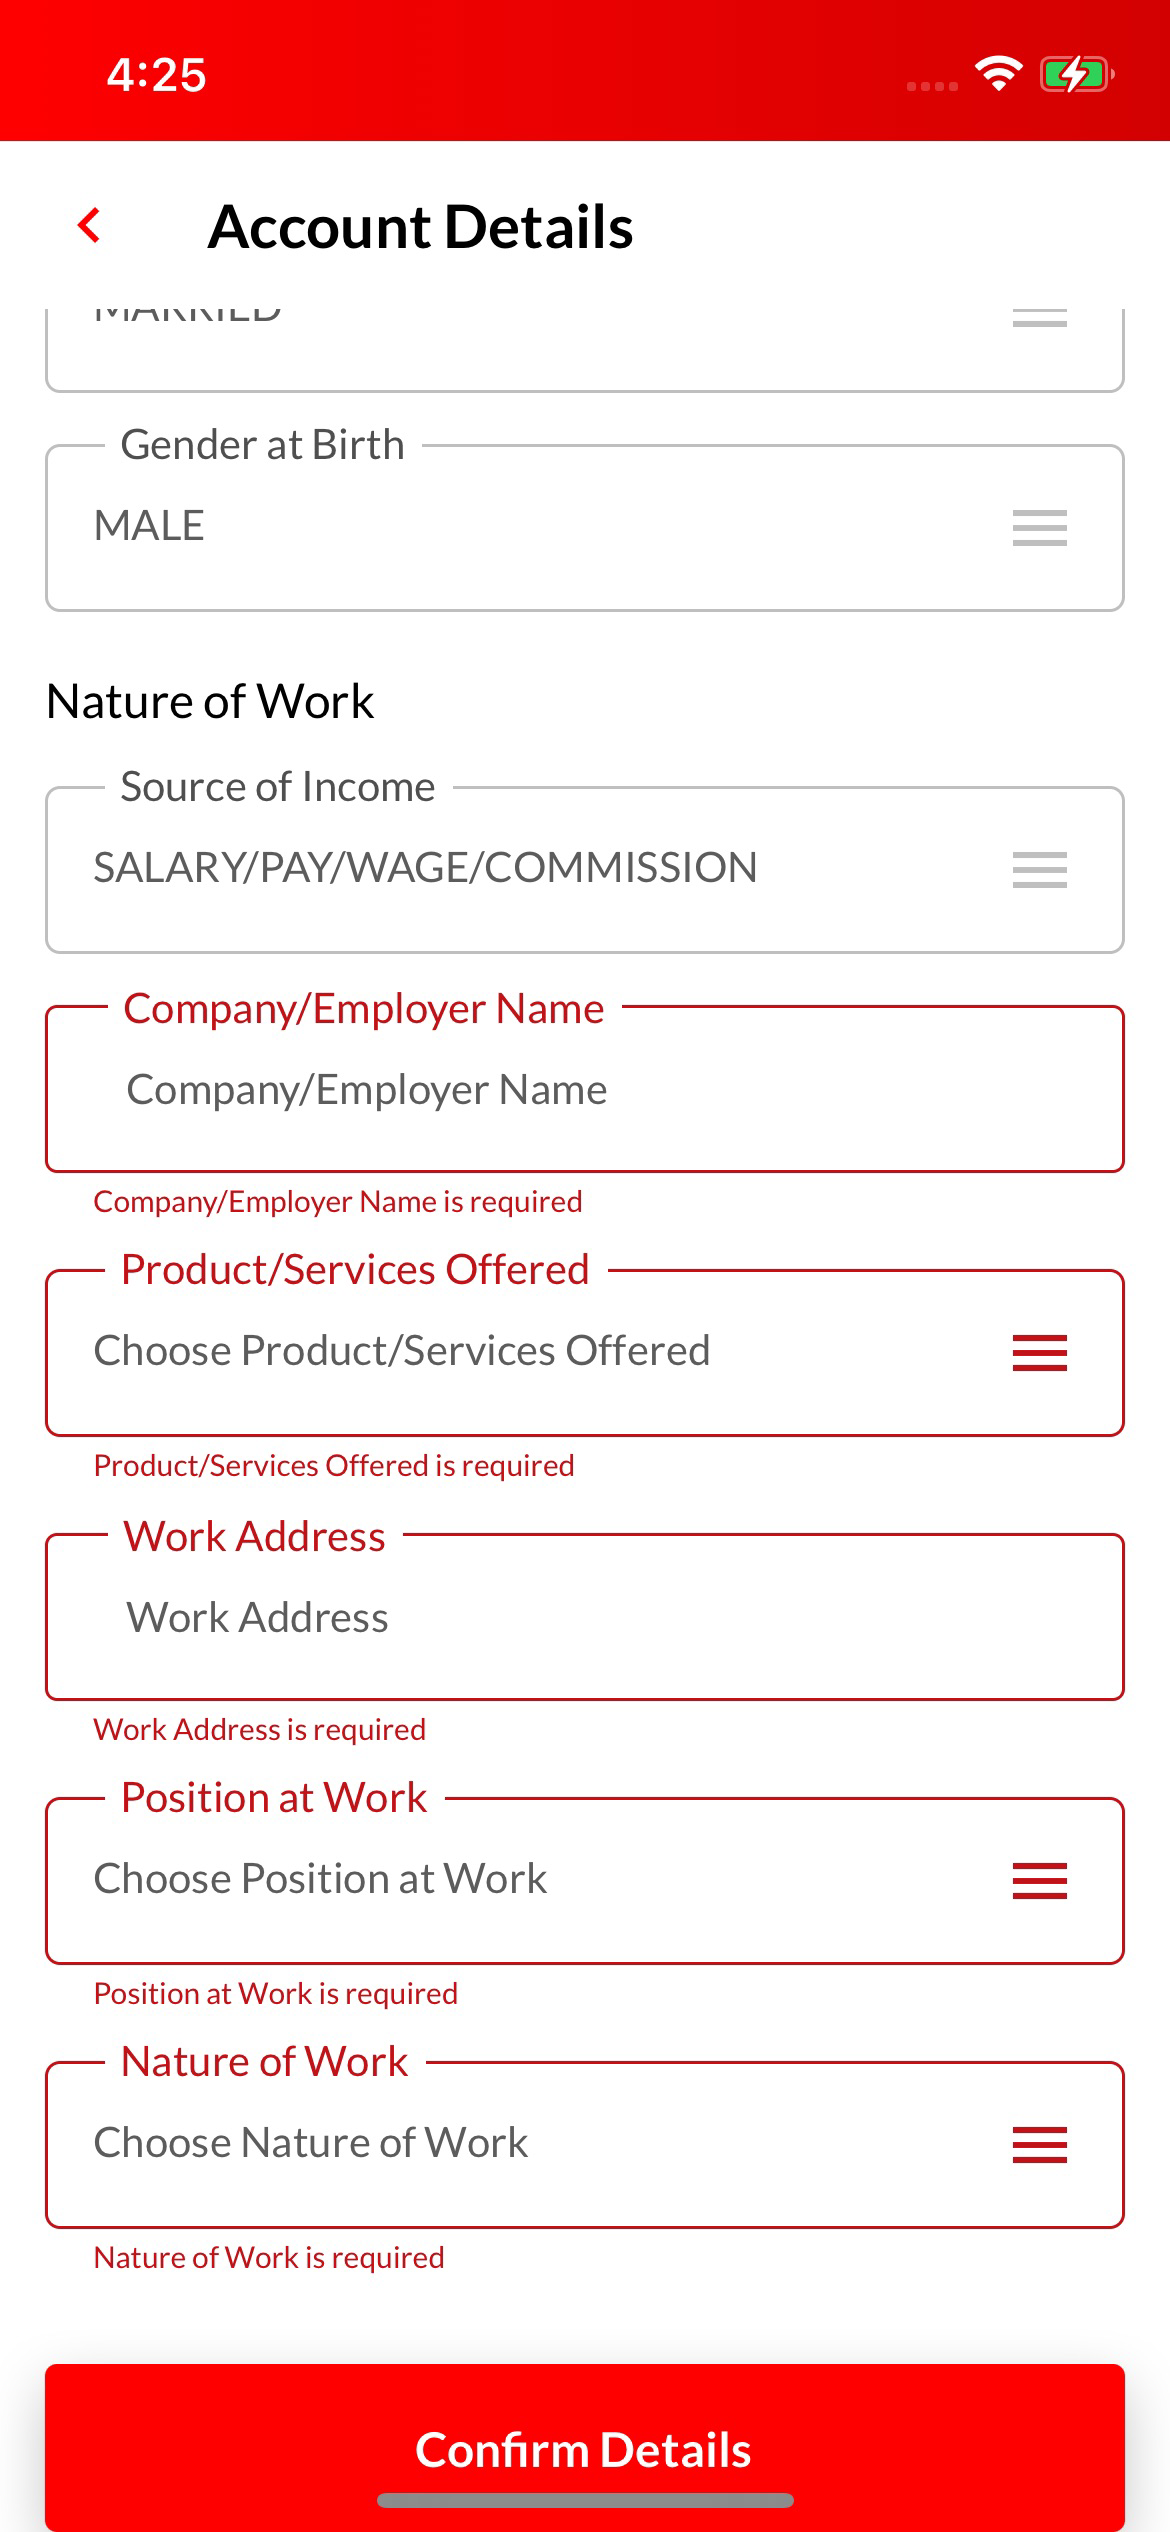 4:25
Account Details
MARRIED
Gender at Birth
MALE
Nature of Work
Source of Income
SALARY/PAY/WAGE/COMMISSION
Company/Employer Name
Company/Employer Name
Company/Employer Name is required
Product/Services Offered
Choose Product/Services Offered
Product/Services Offered is required
Work Address
Work Address
Work Address is required
Position at Work
Choose Position at Work
Position at Work is required
Nature of Work
Choose Nature of Work
Nature of Work is required
Confirm Details